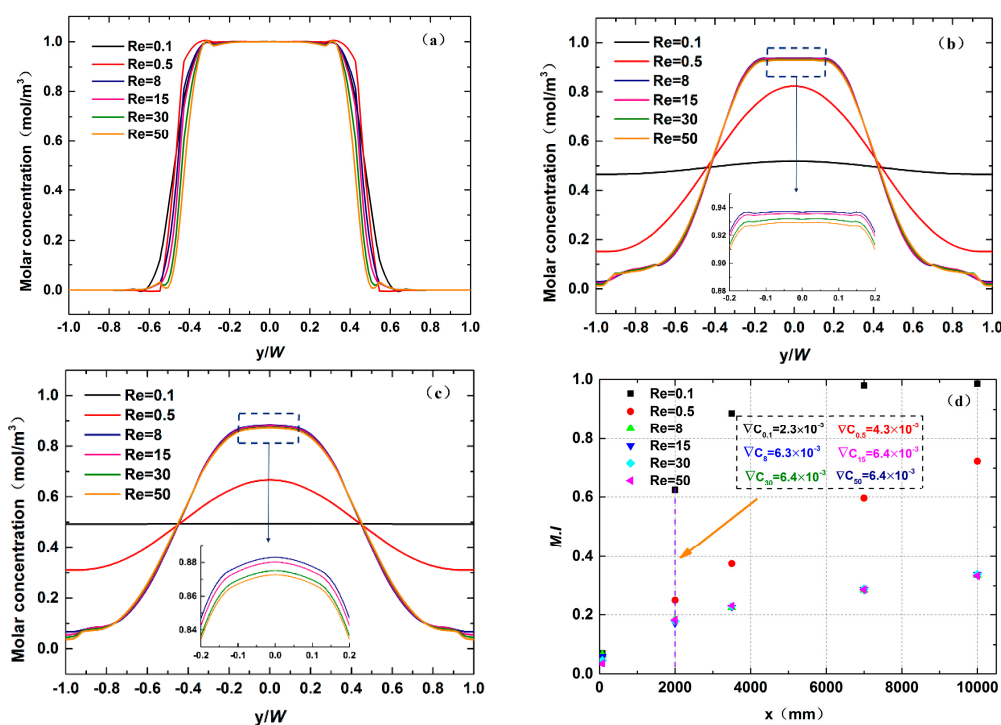 (a)
Re=0.1
Re=0.5
Re=8
Re=15
Re=30
Re=50
Molar concentration（mol/m³）
1.0
0.8
0.6
0.4
0.2
0.0
-1.0 -0.8 -0.6 -0.4 -0.2 0.0 0.2 0.4 0.6 0.8 1.0
y/W
(b)
Re=0.1
Re=0.5
Re=8
Re=15
Re=30
Re=50
Molar concentration（mol/m³）
1.0
0.8
0.6
0.4
0.2
0.0
0.94
0.92
0.90
0.88
-0.2 -0.1 0.0 0.1 0.2
-1.0 -0.8 -0.6 -0.4 -0.2 0.0 0.2 0.4 0.6 0.8 1.0
y/W
(c)
Re=0.1
Re=0.5
Re=8
Re=15
Re=30
Re=50
Molar concentration（mol/m³）
1.0
0.8
0.6
0.4
0.2
0.0
0.88
0.86
0.84
-0.2 -0.1 0.0 0.1 0.2
-1.0 -0.8 -0.6 -0.4 -0.2 0.0 0.2 0.4 0.6 0.8 1.0
y/W
(d)
Re=0.1
Re=0.5
Re=8
Re=15
Re=30
Re=50
∇C0.1=2.3×10⁻³ ∇C0.5=4.3×10⁻³
∇C8=6.3×10⁻³ ∇C15=6.4×10⁻³
∇C30=6.4×10⁻³ ∇C50=6.4×10⁻³
M.I
1.0
0.8
0.6
0.4
0.2
0.0
0 2000 4000 6000 8000 10000
x（mm）